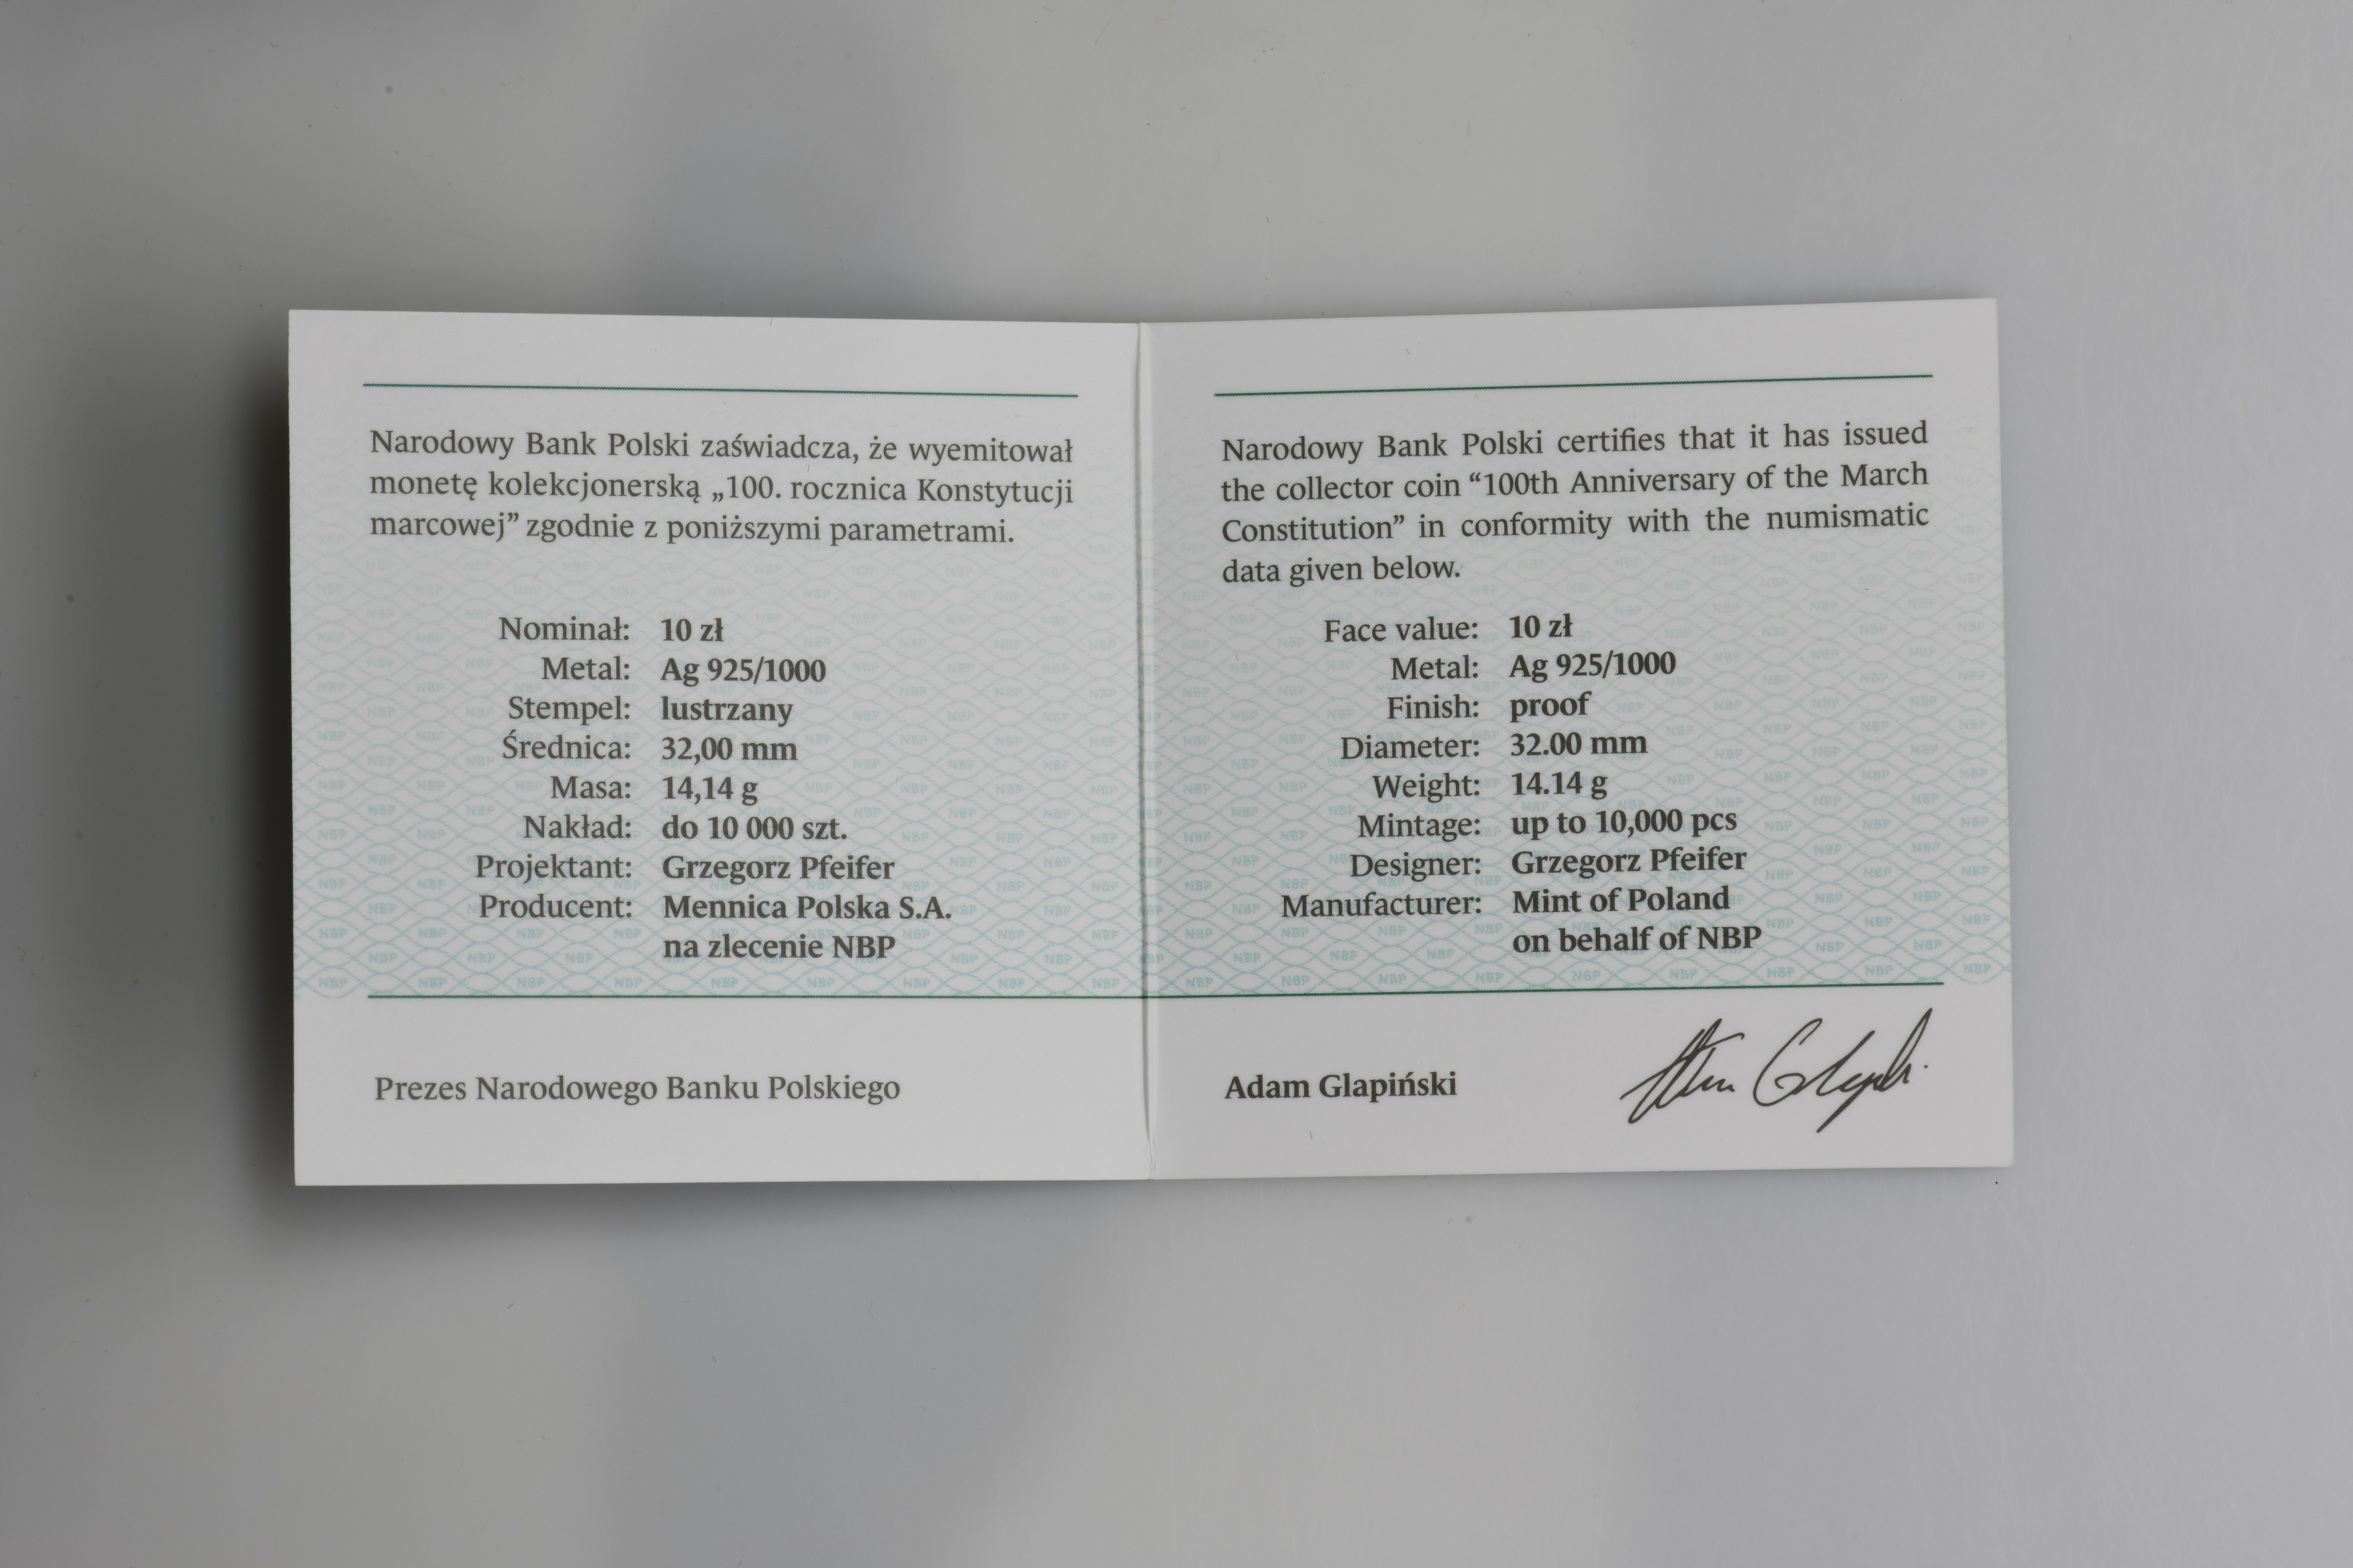 Narodowy Bank Polski zaświadcza, że wyemitował
monetę kolekcjonerską „100. rocznica Konstytucji
marcowej” zgodnie z poniższymi parametrami.
Nominał: 10 zł
Metal: Ag 925/1000
Stempel: lustrzany
Średnica: 32,00 mm
Masa: 14,14 g
Nakład: do 10 000 szt.
Projektant: Grzegorz Pfeifer
Producent: Mennica Polska S.A.
na zlecenie NBP
Prezes Narodowego Banku Polskiego
Narodowy Bank Polski certifies that it has issued
the collector coin “100th Anniversary of the March
Constitution” in conformity with the numismatic
data given below.
Face value: 10 zł
Metal: Ag 925/1000
Finish: proof
Diameter: 32.00 mm
Weight: 14.14 g
Mintage: up to 10,000 pcs
Designer: Grzegorz Pfeifer
Manufacturer: Mint of Poland
on behalf of NBP
Adam Glapiński